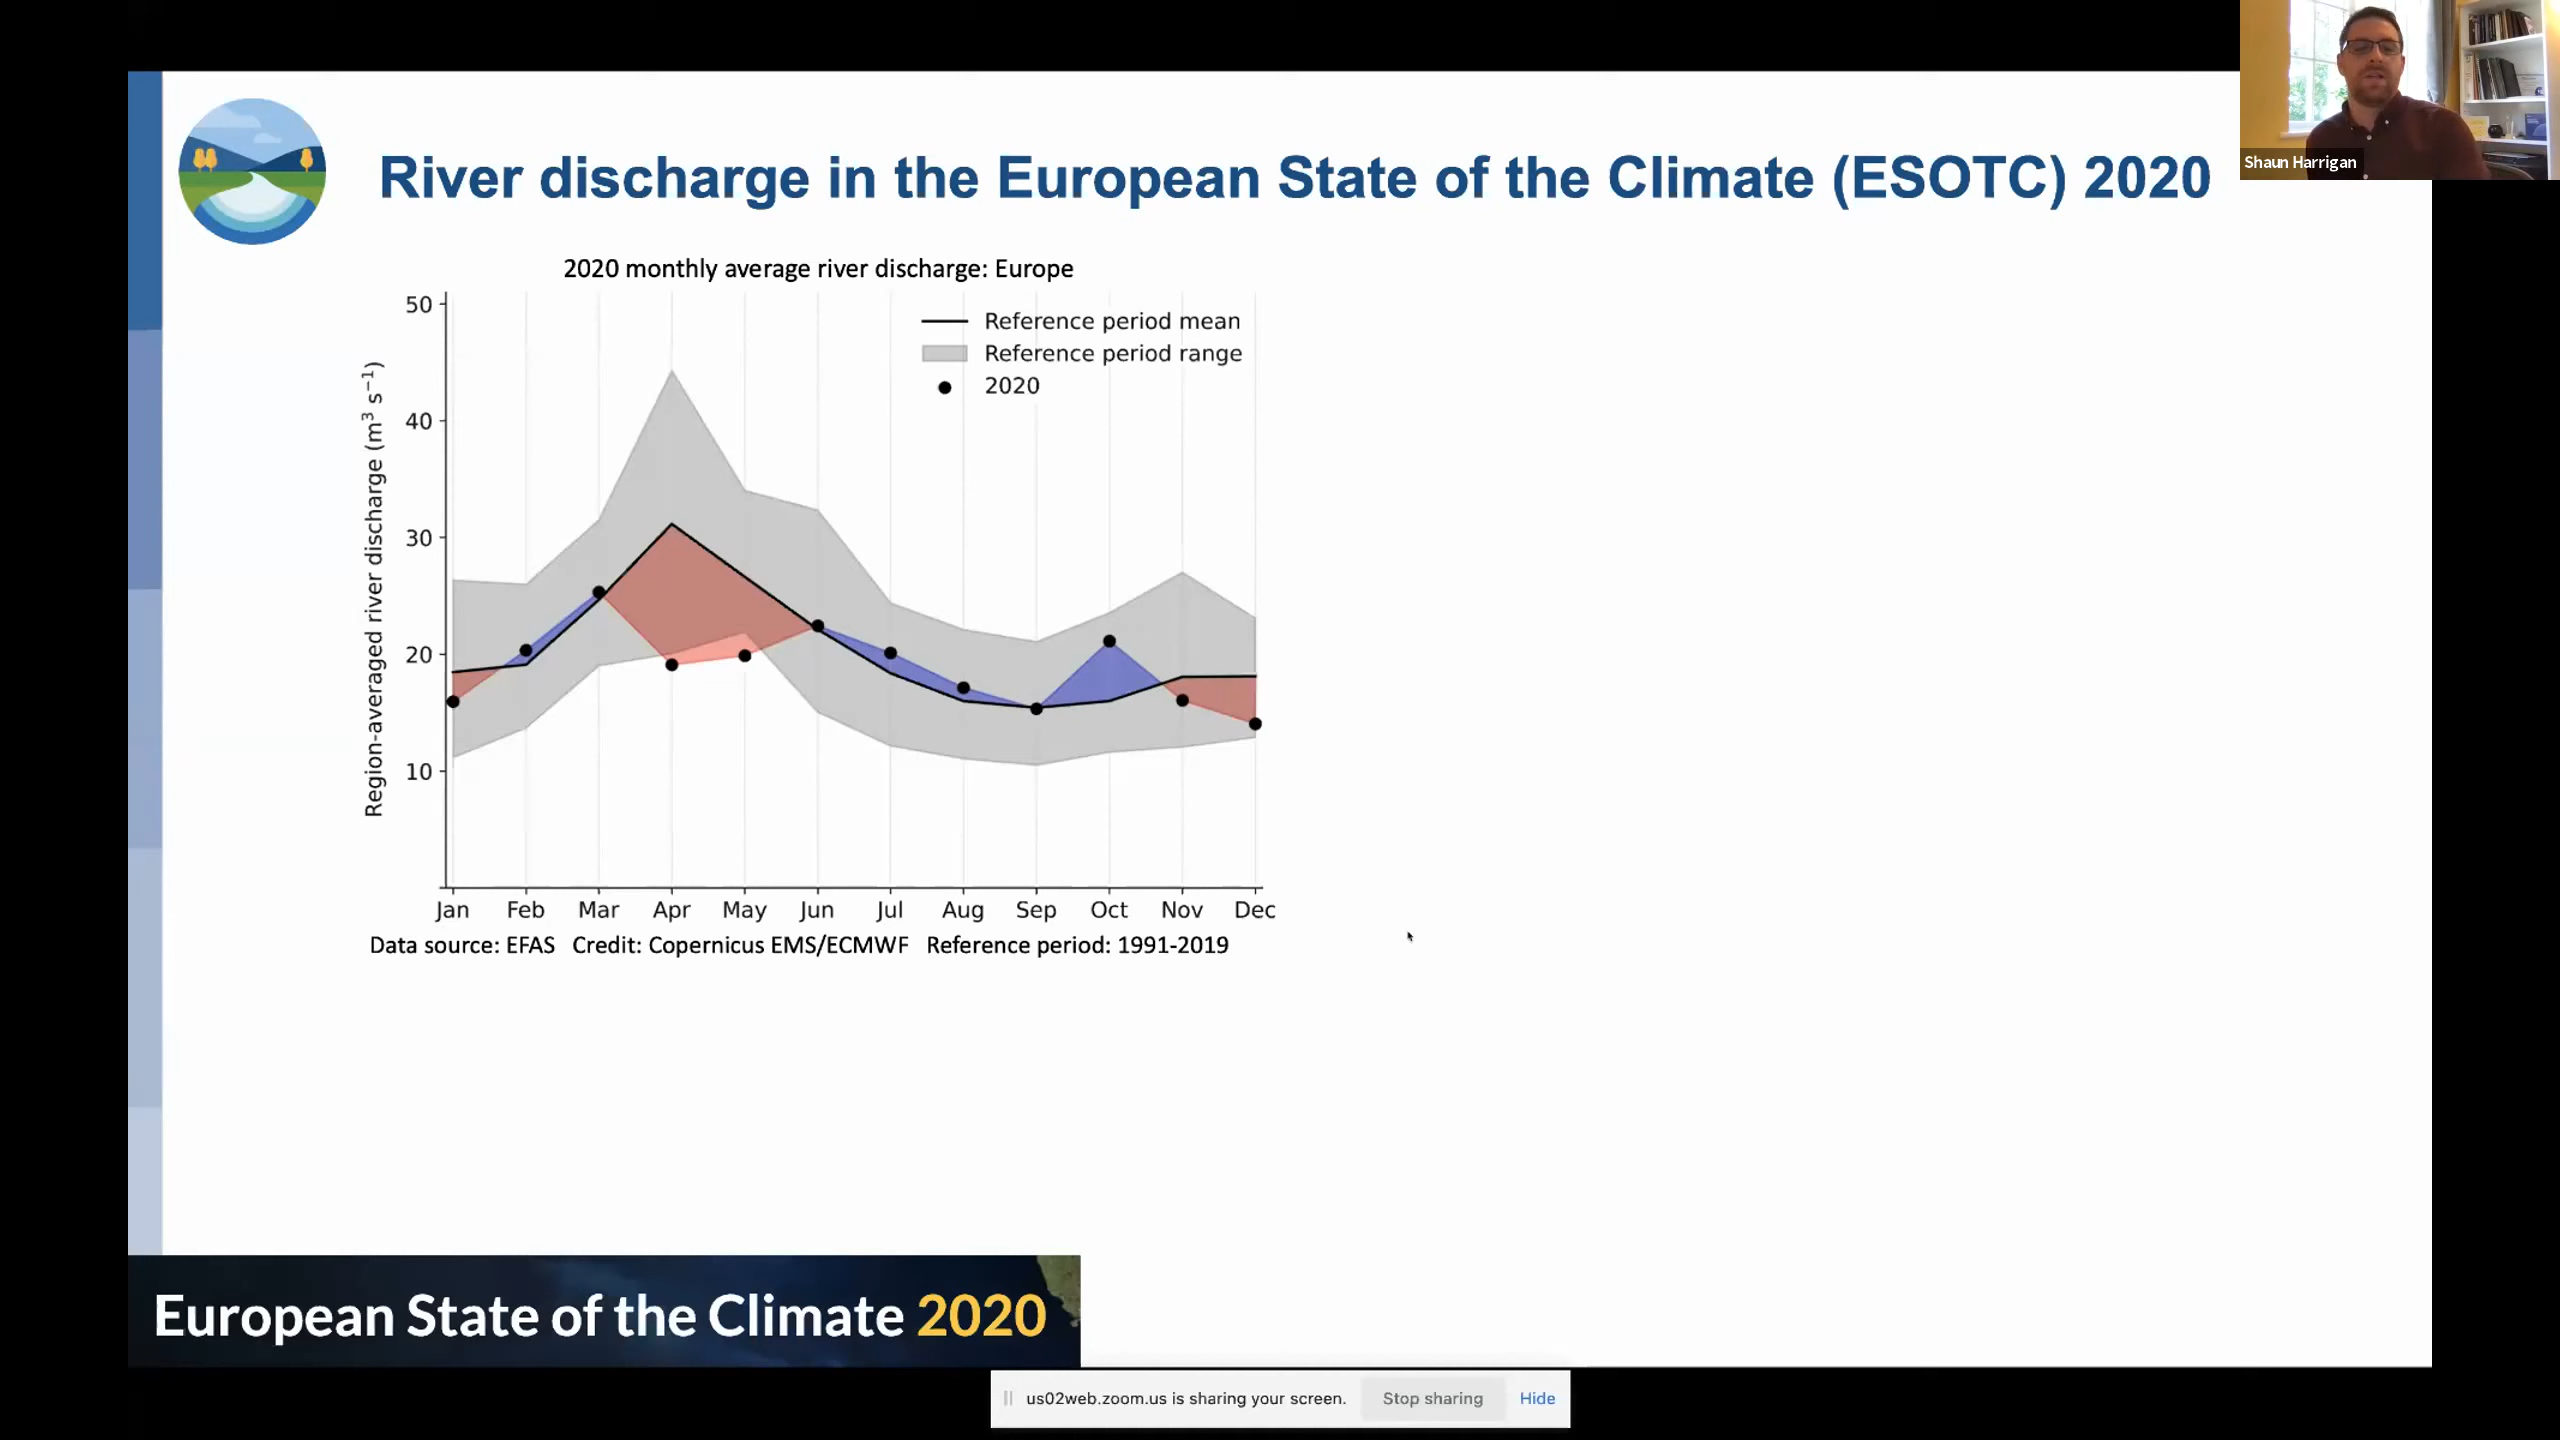 Shaun Harrigan
River discharge in the European State of the Climate (ESOTC) 2020
2020 monthly average river discharge: Europe
Region-averaged river discharge (m³ s⁻¹)
50
40
30
20
10
Reference period mean
Reference period range
2020
Jan Feb Mar Apr May Jun Jul Aug Sep Oct Nov Dec
Data source: EFAS Credit: Copernicus EMS/ECMWF Reference period: 1991-2019
European State of the Climate 2020
us02web.zoom.us is sharing your screen. Stop sharing Hide